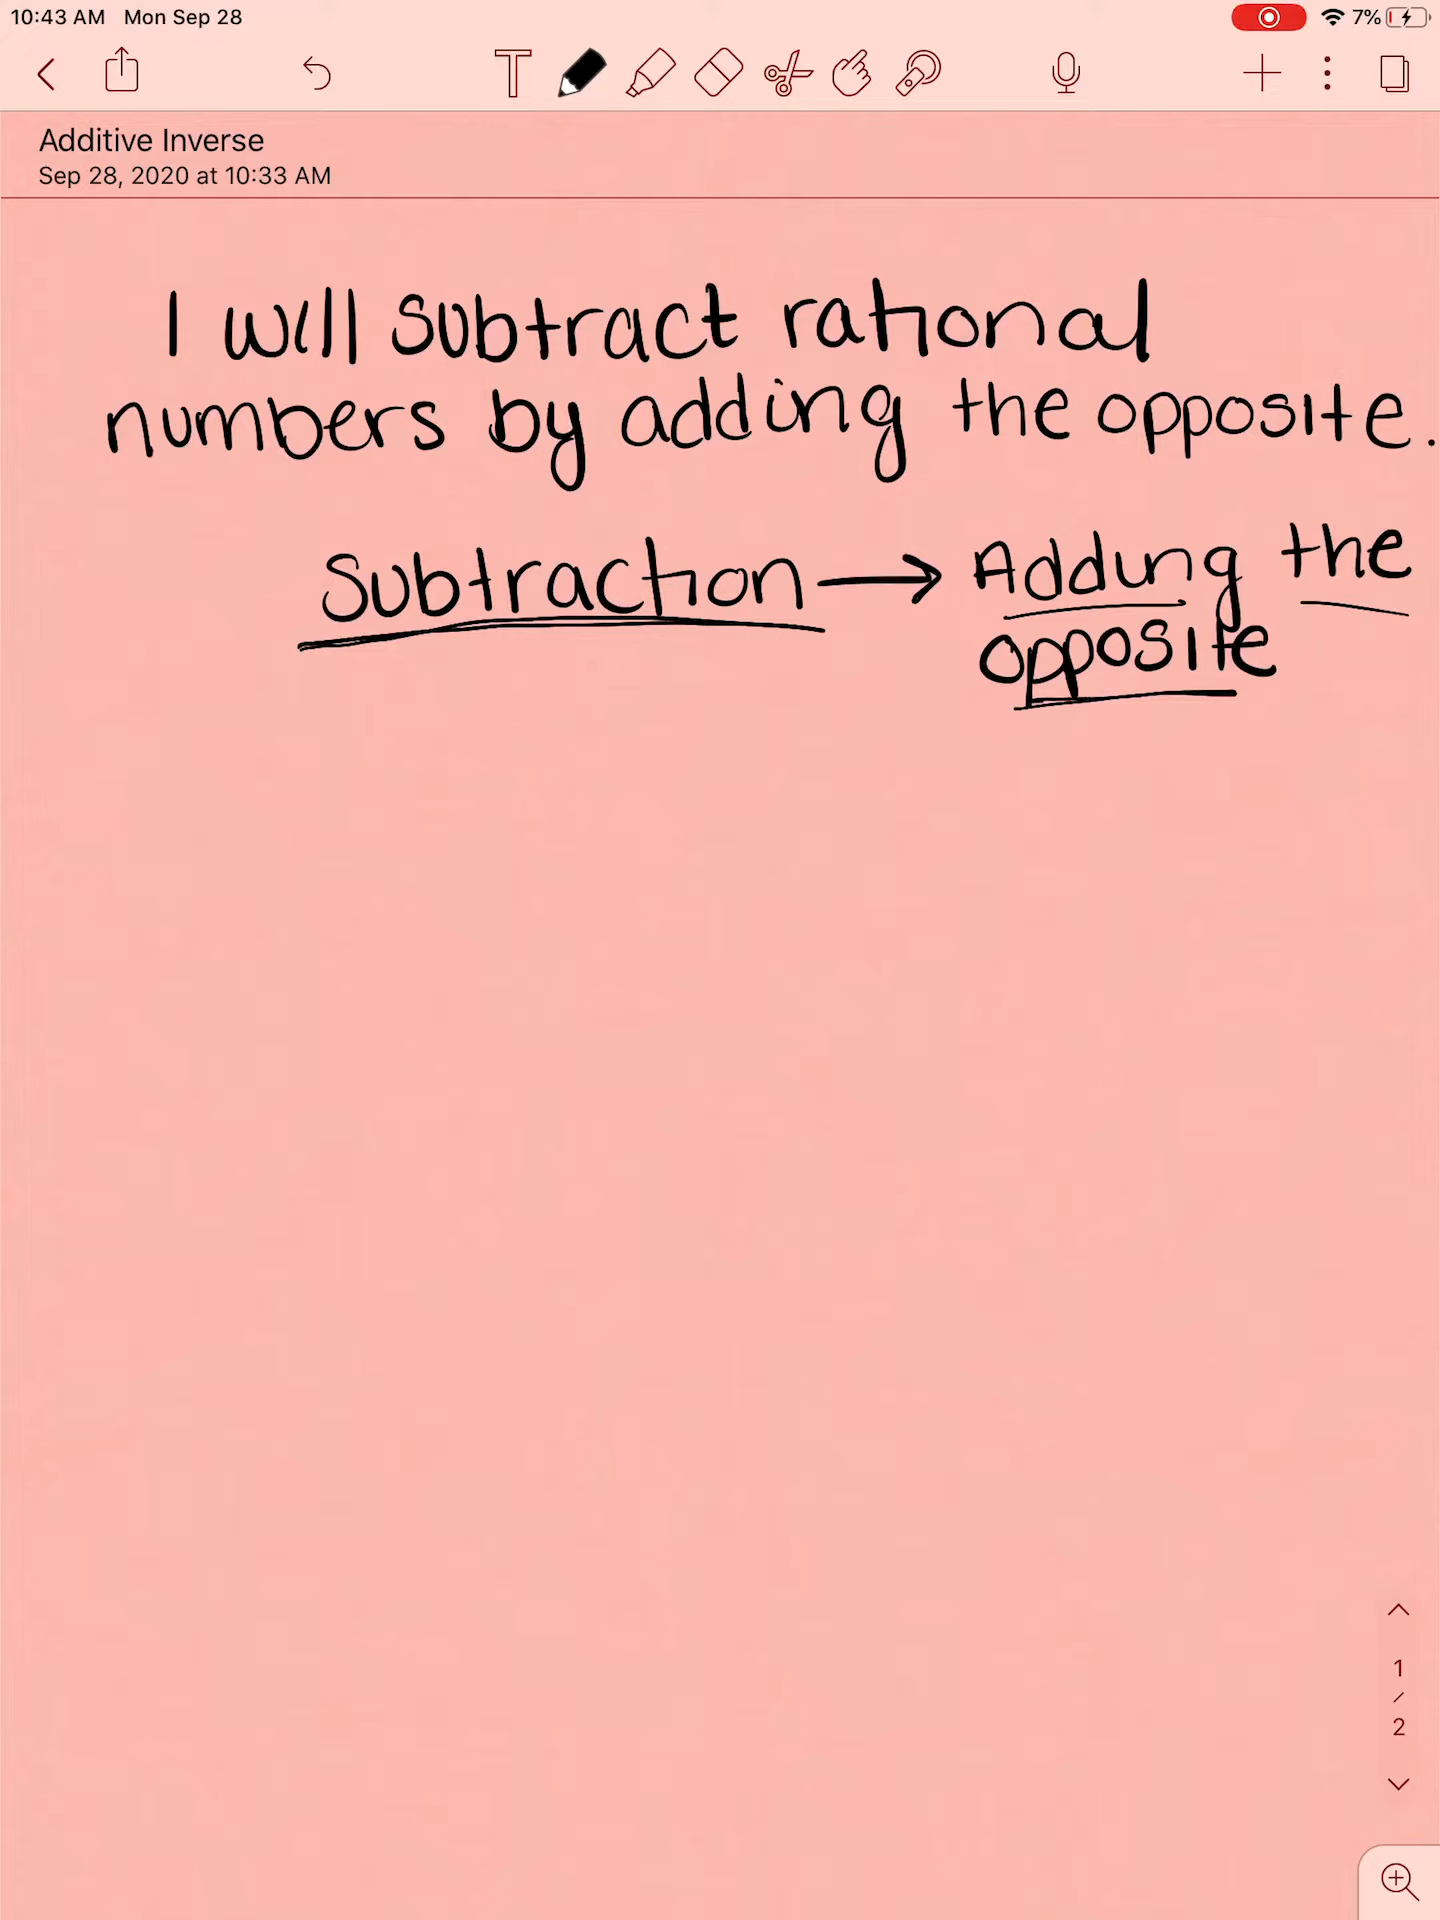 10:43 AM Mon Sep 28 7%
T
Additive Inverse
Sep 28, 2020 at 10:33 AM
I will subtract rational
numbers by adding the opposite.
Subtraction → Adding the
opposite
1
/
2